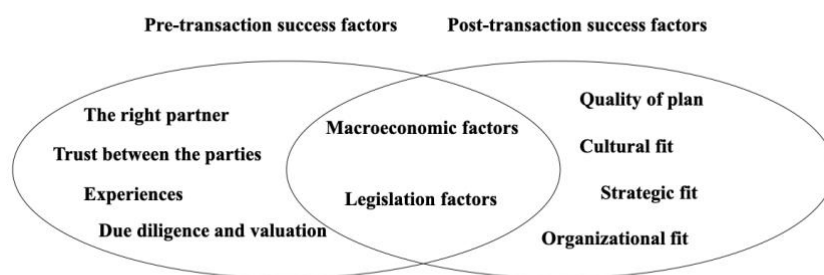 Pre-transaction success factors
Post-transaction success factors
The right partner
Trust between the parties
Experiences
Due diligence and valuation
Macroeconomic factors
Legislation factors
Quality of plan
Cultural fit
Strategic fit
Organizational fit